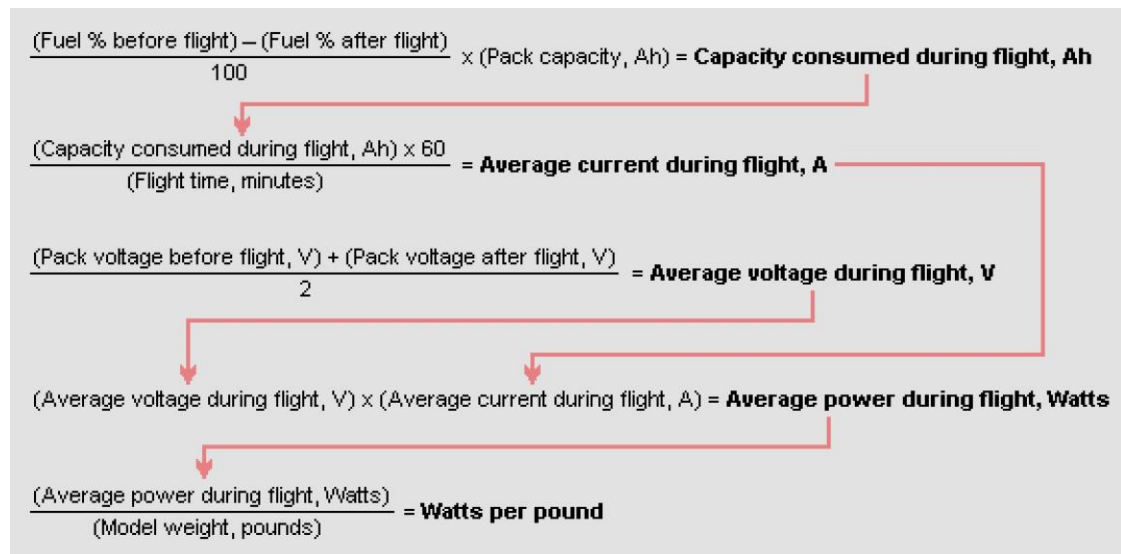 (Fuel % before flight) – (Fuel % after flight)
100
x (Pack capacity, Ah) = Capacity consumed during flight, Ah
(Capacity consumed during flight, Ah) x 60
(Flight time, minutes)
= Average current during flight, A
(Pack voltage before flight, V) + (Pack voltage after flight, V)
2
= Average voltage during flight, V
(Average voltage during flight, V) x (Average current during flight, A) = Average power during flight, Watts
(Average power during flight, Watts)
(Model weight, pounds)
= Watts per pound